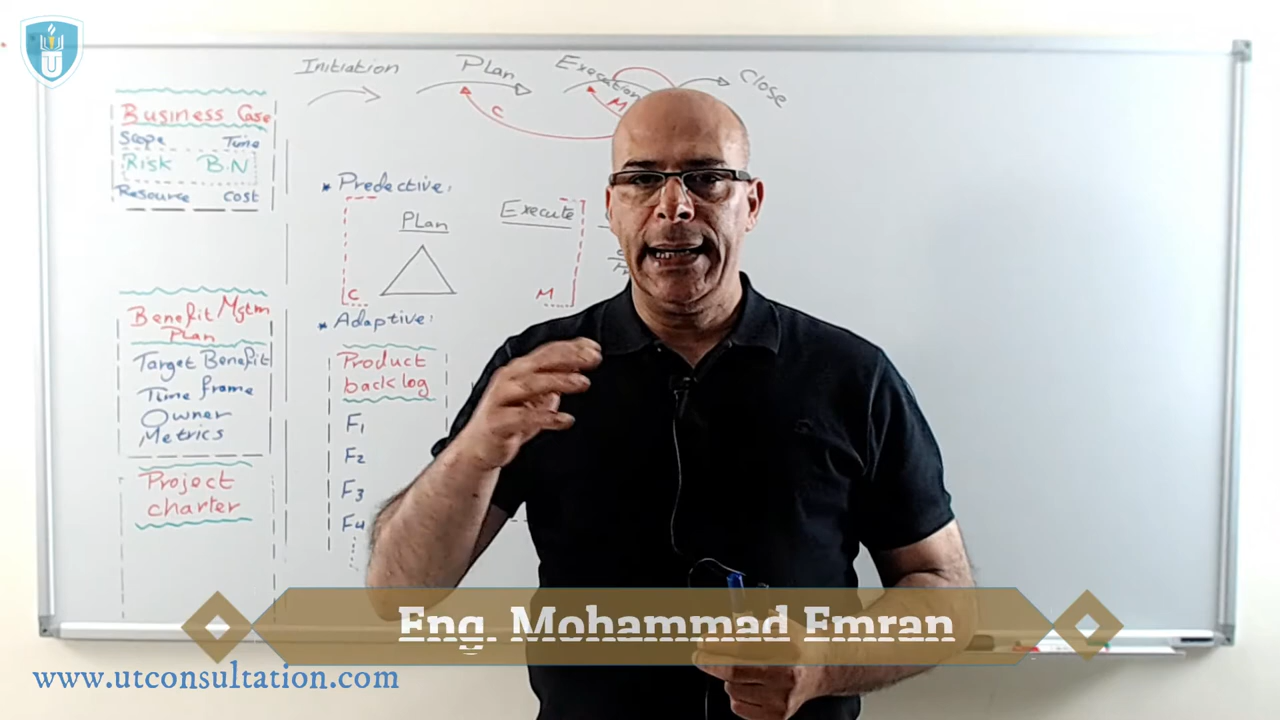 U
Initiation
Plan
Execution
Close
C
M
Business Case
Scope Time
Risk B.N
Resource Cost
* Predective:
Plan
Execute
C
M
Benefit Mgtm
Plan
Target Benefit
Time frame
Owner
Metrics
* Adaptive:
Product
backlog
F1
F2
F3
F4
Project
charter
Eng. Mohammad Emran
www.utconsultation.com